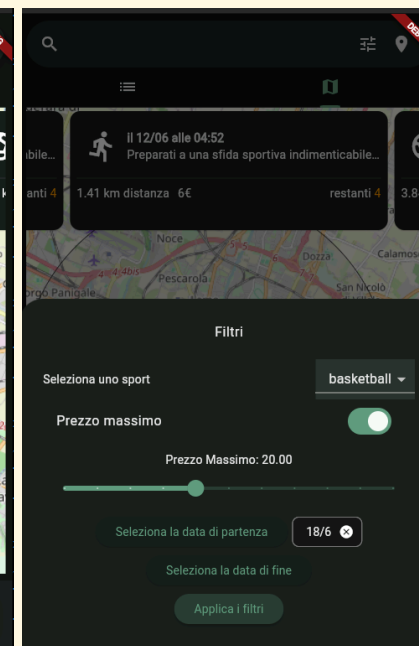 il 12/06 alle 04:52
Preparati a una sfida sportiva indimenticabile...
anti 4
1.41 km distanza 6€
restanti 4
3.8
Noce
Dozza
Calamos
Pescarola
San Nicolò
Filtri
Seleziona uno sport
basketball
Prezzo massimo
Prezzo Massimo: 20.00
Seleziona la data di partenza
18/6
Seleziona la data di fine
Applica i filtri